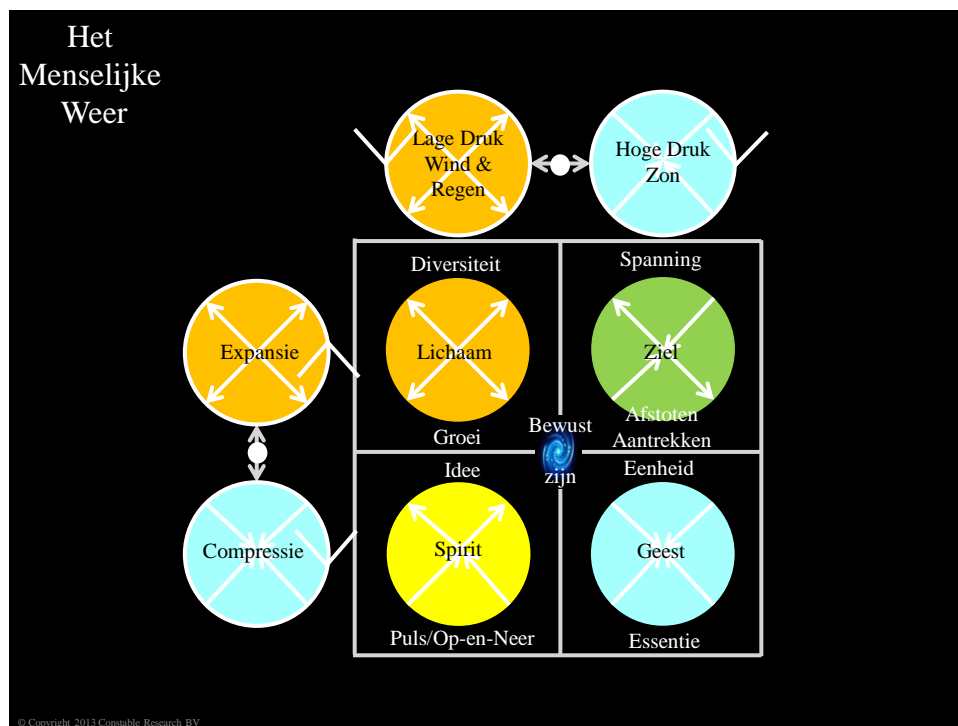 Het
Menselijke
Weer
Lage Druk
Wind &
Regen
Hoge Druk
Zon
Diversiteit
Spanning
Expansie
Lichaam
Ziel
Groei
Bewust
Afstoten
Aantrekken
Idee
zijn
Eenheid
Compressie
Spirit
Geest
Puls/Op-en-Neer
Essentie
© Copyright 2013 Constable Research BV